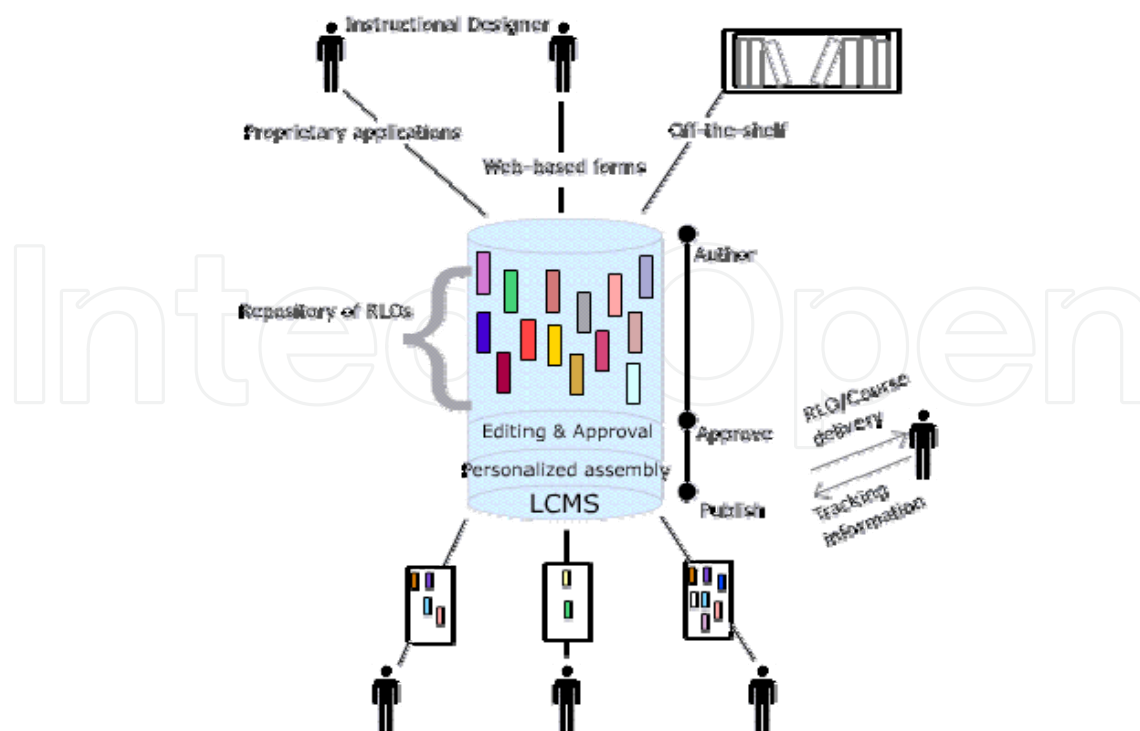 Instructional Designer
Proprietary applications
Off-the-shelf
Web-based forms
Author
Repository of RLOs
RLO/Course
delivery
Editing & Approval
Approve
Personalized assembly
LCMS
Publish
Tracking
information
IntechOpen